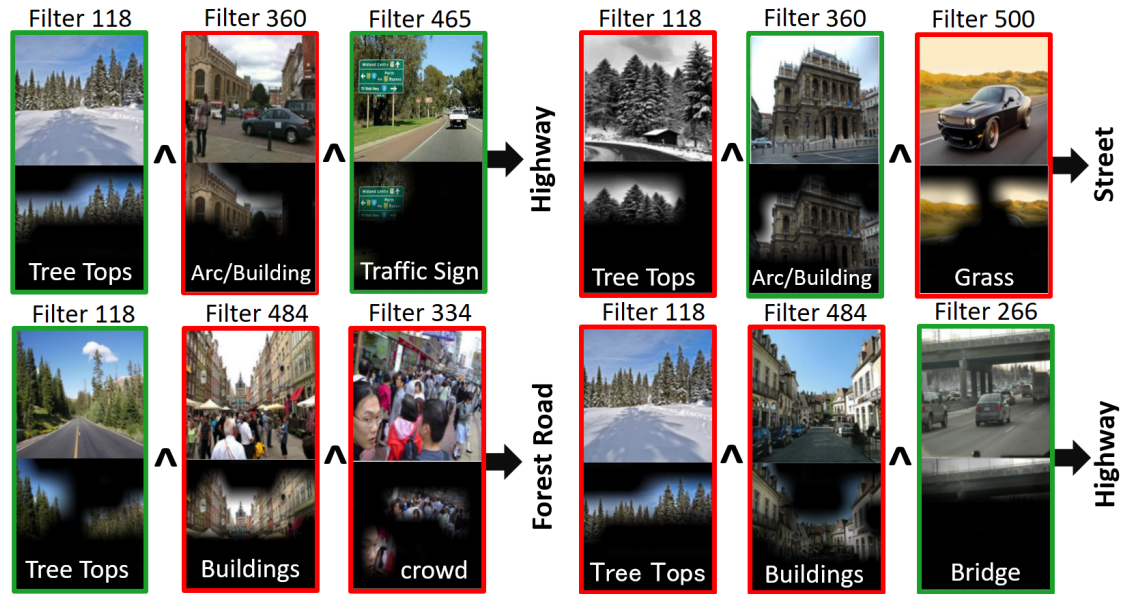 Filter 118 Filter 360 Filter 465
Tree Tops ∧ Arc/Building ∧ Traffic Sign Highway
Filter 118 Filter 360 Filter 500
Tree Tops ∧ Arc/Building ∧ Grass Street
Filter 118 Filter 484 Filter 334
Tree Tops ∧ Buildings ∧ crowd Forest Road
Filter 118 Filter 484 Filter 266
Tree Tops ∧ Buildings ∧ Bridge Highway